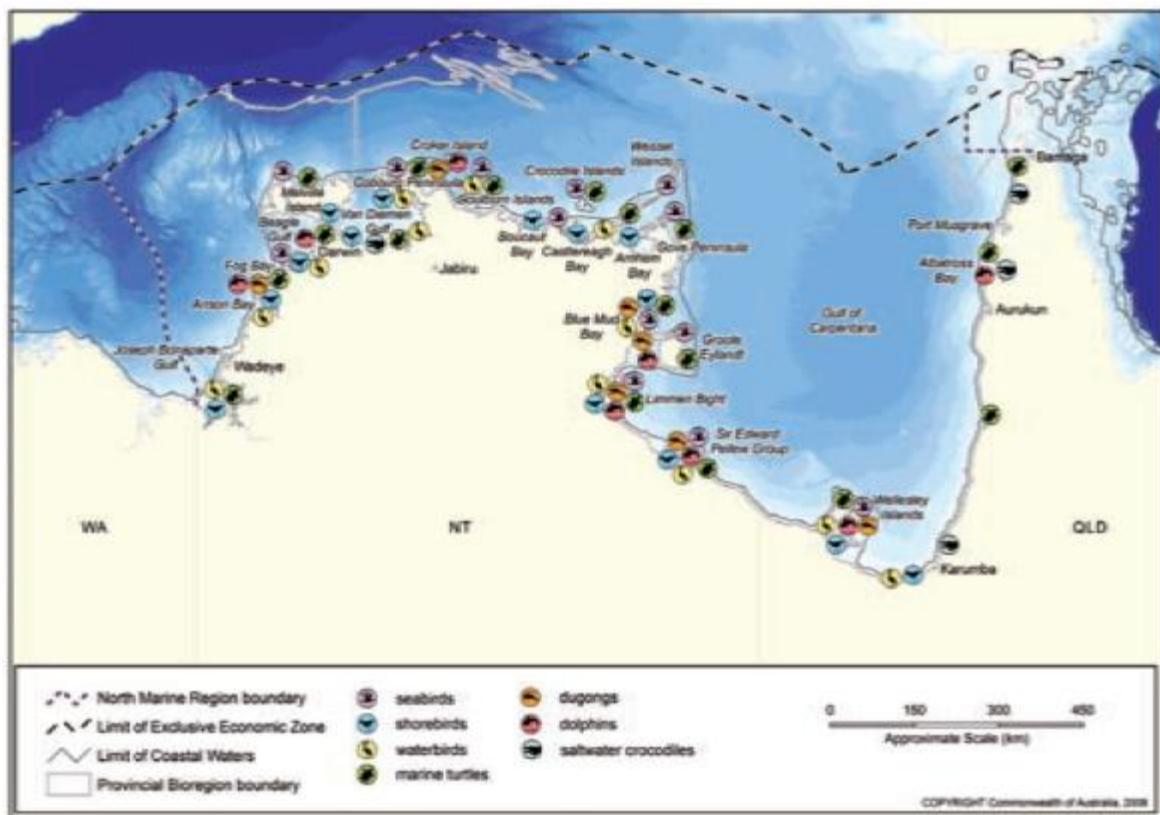 Croker Island
Wessel
Islands
Crocodile Islands
Bamaga
Melville
Island
Peninsula
Goulburn Islands
Beagle
Gulf
Van Diemen
Gulf
Port Musgrave
Boucaut
Bay
Castlereagh
Bay
Arnhem
Bay
Gove Peninsula
Darwin
Albatross
Bay
Fog Bay
Jabiru
Anson Bay
Aurukun
Blue Mud
Bay
Groote
Eylandt
Gulf of
Carpentaria
Joseph Bonaparte
Gulf
Wadeye
Limmen Bight
Sir Edward
Pellew Group
Wellesley
Islands
WA
NT
QLD
Karumba
North Marine Region boundary
Limit of Exclusive Economic Zone
Limit of Coastal Waters
Provincial Bioregion boundary
seabirds
shorebirds
waterbirds
marine turtles
dugongs
dolphins
saltwater crocodiles
0 150 300 450
Approximate Scale (km)
COPYRIGHT Commonwealth of Australia, 2008